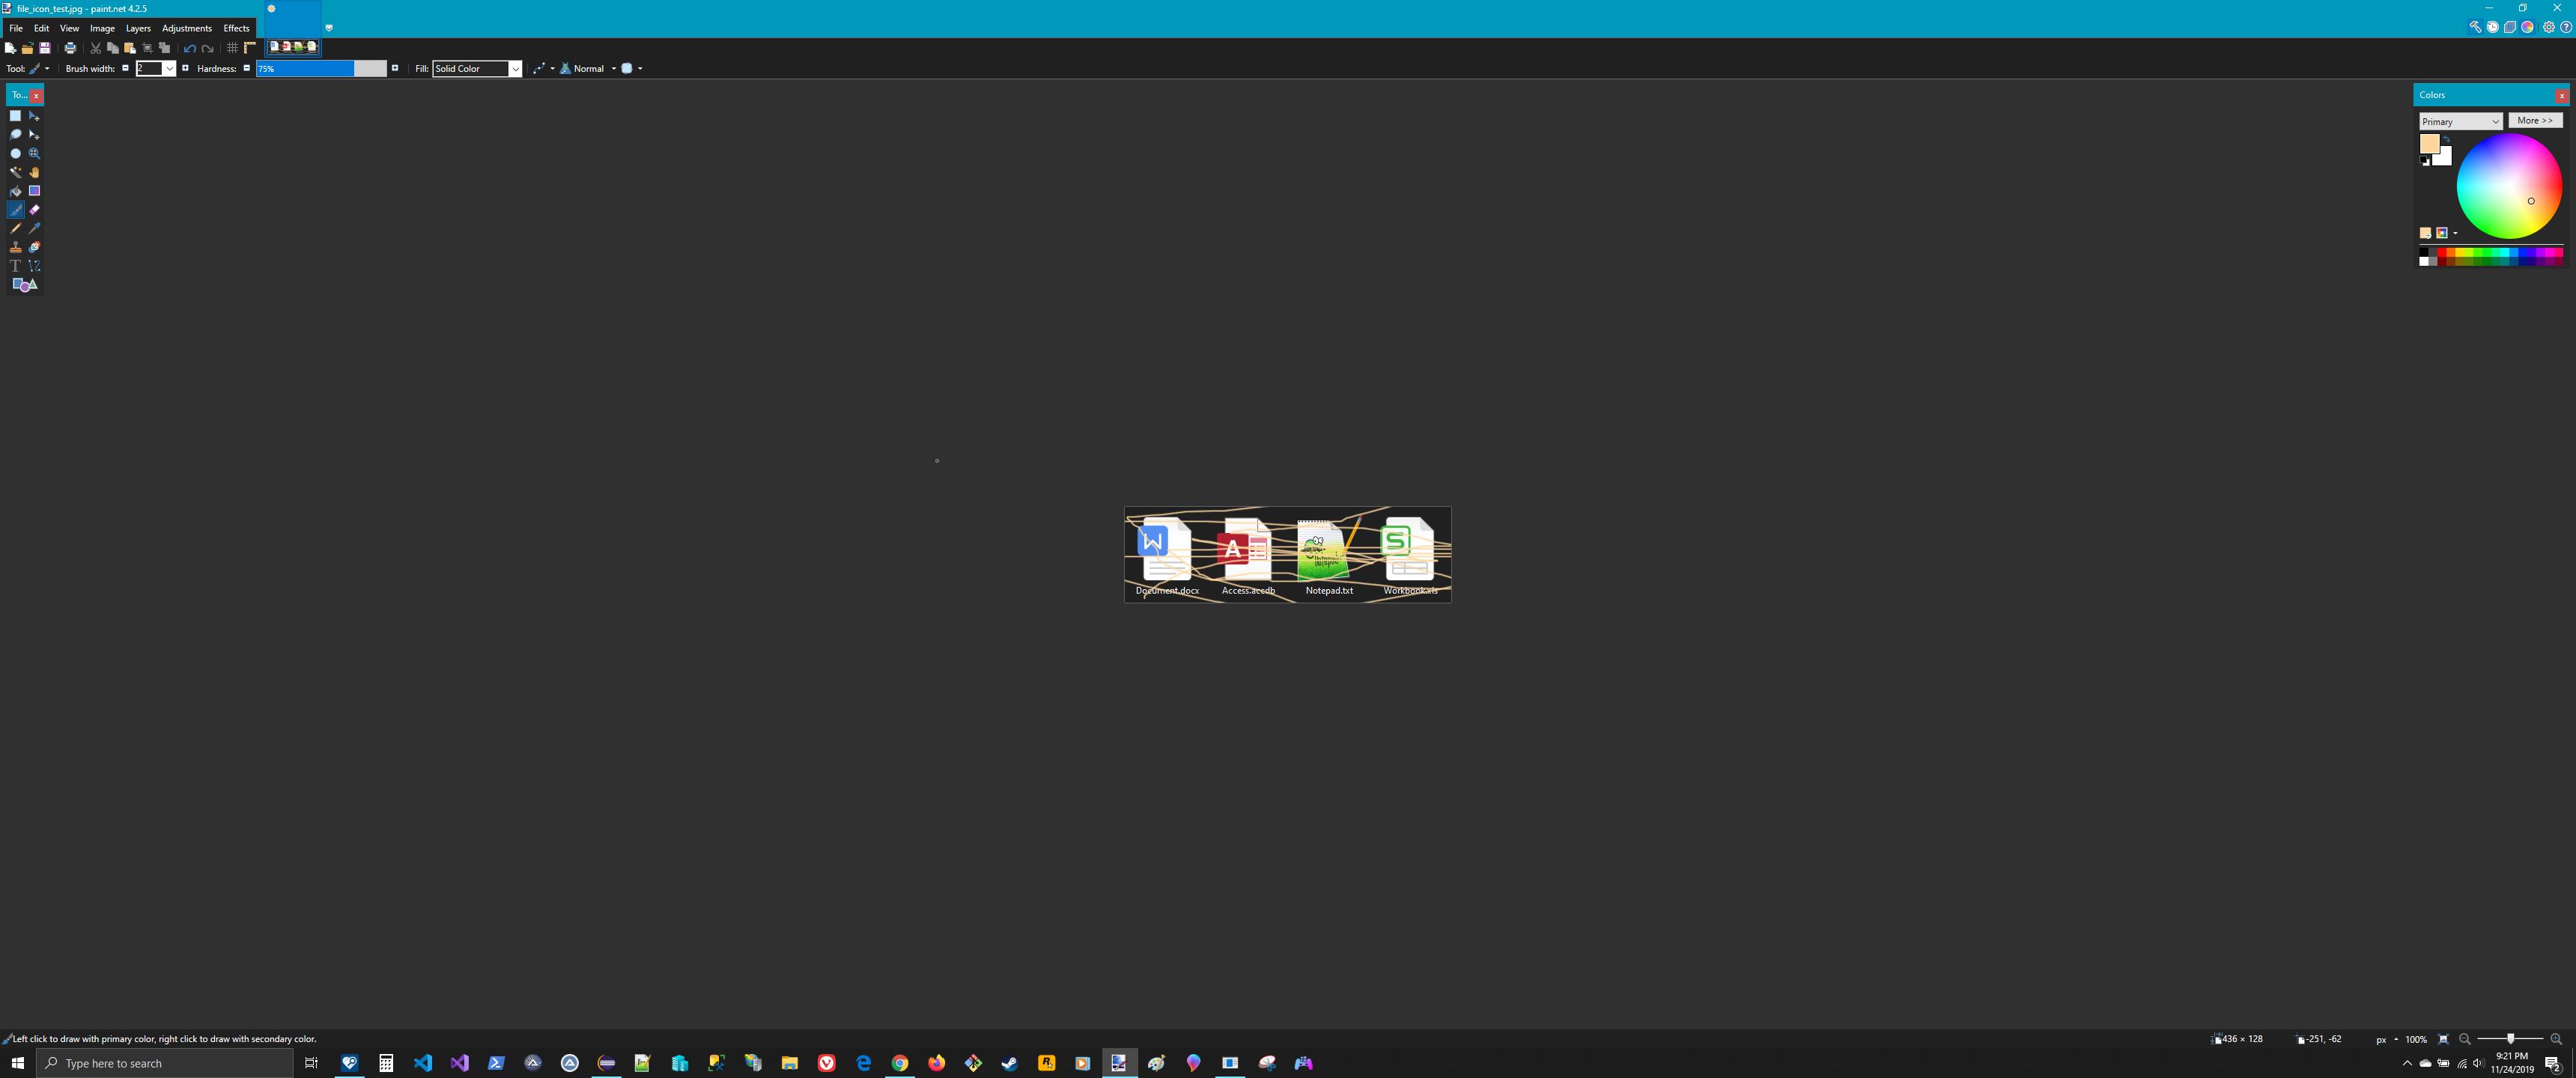 file_icon_test.jpg - paint.net 4.2.5
File Edit View Image Layers Adjustments Effects
Tool: Brush width: 2 Hardness: 75% Fill: Solid Color Normal
To...
Colors
Primary More >>
W A S
Document.docx Access.accdb Notepad.txt Workbook.xls
Left click to draw with primary color, right click to draw with secondary color.
436 × 128 -251, -62 px 100%
Type here to search
9:21 PM
11/24/2019
2